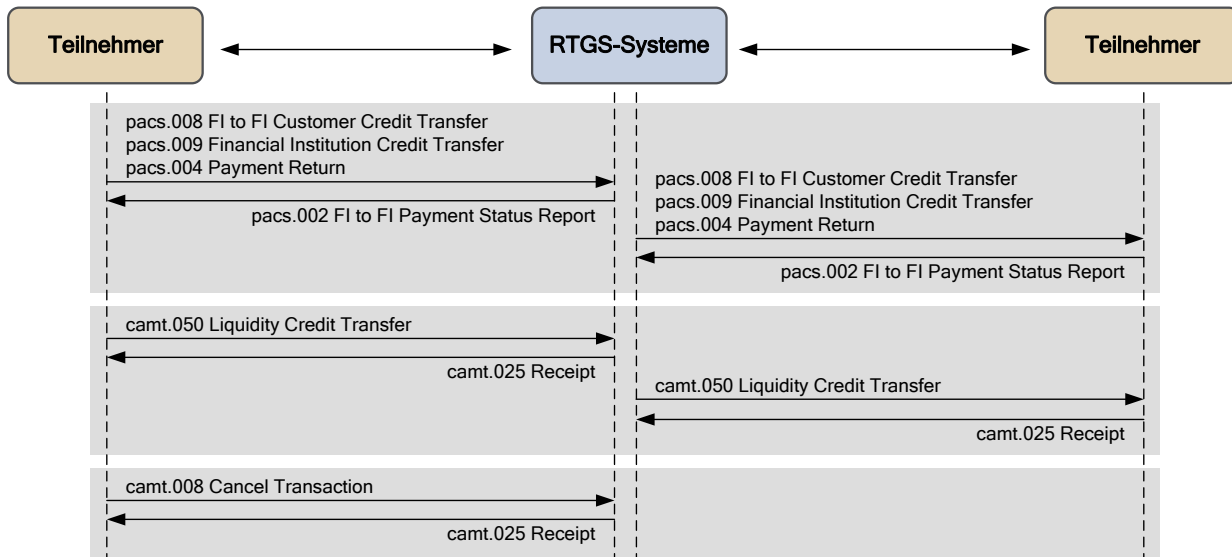 Teilnehmer
RTGS-Systeme
Teilnehmer
pacs.008 FI to FI Customer Credit Transfer
pacs.009 Financial Institution Credit Transfer
pacs.004 Payment Return
pacs.002 FI to FI Payment Status Report
pacs.008 FI to FI Customer Credit Transfer
pacs.009 Financial Institution Credit Transfer
pacs.004 Payment Return
pacs.002 FI to FI Payment Status Report
camt.050 Liquidity Credit Transfer
camt.025 Receipt
camt.050 Liquidity Credit Transfer
camt.025 Receipt
camt.008 Cancel Transaction
camt.025 Receipt